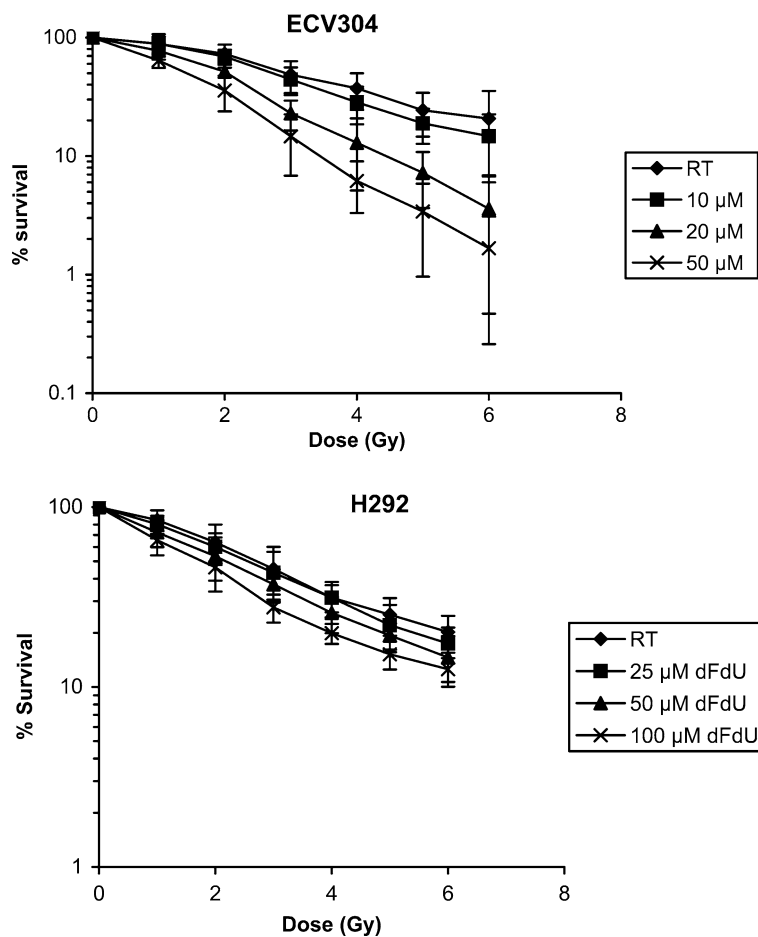 ECV304
100
10
1
0.1
% survival
0 2 4 6 8
Dose (Gy)
RT
10 µM
20 µM
50 µM
H292
100
10
1
% Survival
0 2 4 6 8
Dose (Gy)
RT
25 µM dFdU
50 µM dFdU
100 µM dFdU